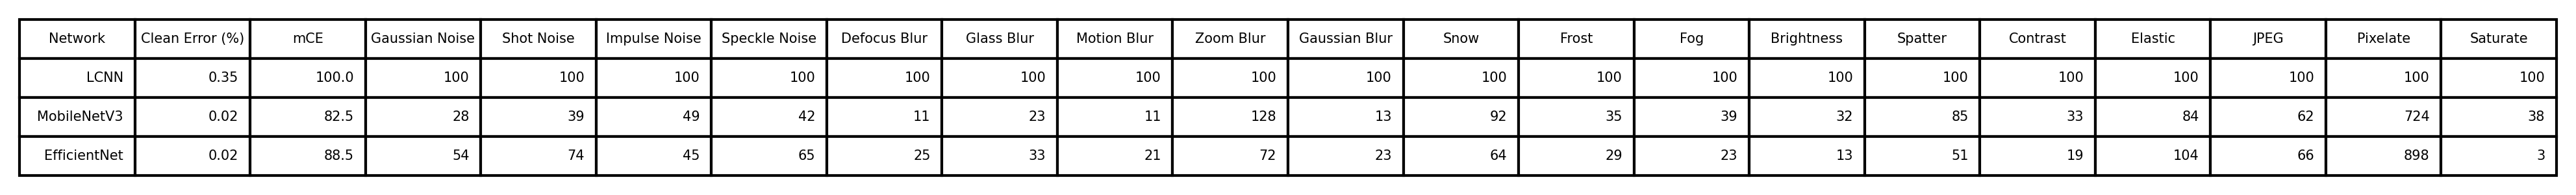 Network Clean Error (%) mCE Gaussian Noise Shot Noise Impulse Noise Speckle Noise Defocus Blur Glass Blur Motion Blur Zoom Blur Gaussian Blur Snow Frost Fog Brightness Spatter Contrast Elastic JPEG Pixelate Saturate
LCNN 0.35 100.0 100 100 100 100 100 100 100 100 100 100 100 100 100 100 100 100 100 100 100
MobileNetV3 0.02 82.5 28 39 49 42 11 23 11 128 13 92 35 39 32 85 33 84 62 724 38
EfficientNet 0.02 88.5 54 74 45 65 25 33 21 72 23 64 29 23 13 51 19 104 66 898 3